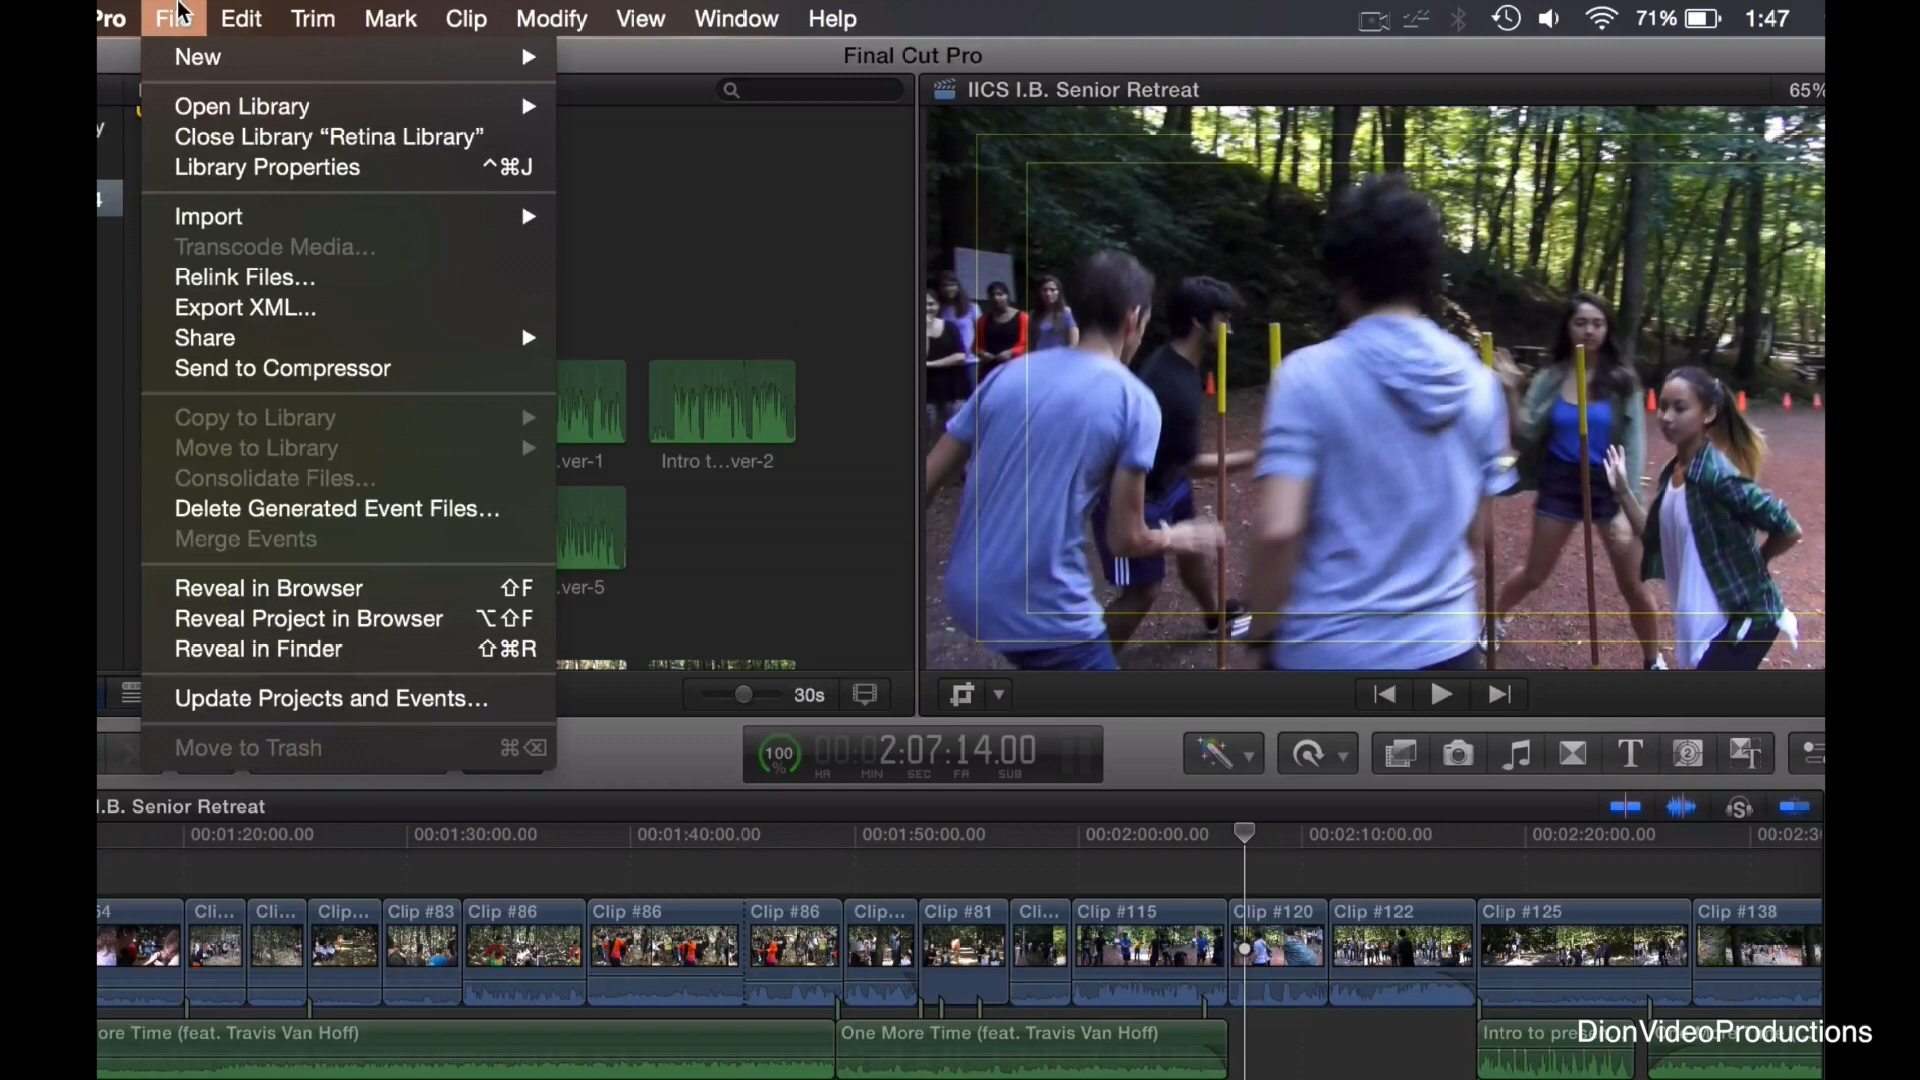 Pro File Edit Trim Mark Clip Modify View Window Help 71% 1:47
Final Cut Pro
New
Open Library
Close Library “Retina Library”
Library Properties ^⌘J
Import
Transcode Media...
Relink Files...
Export XML...
Share
Send to Compressor
Copy to Library
Move to Library
Consolidate Files...
Delete Generated Event Files...
Merge Events
Reveal in Browser ⇧F
Reveal Project in Browser ⌥⇧F
Reveal in Finder ⇧⌘R
Update Projects and Events...
Move to Trash ⌘⌫
IICS I.B. Senior Retreat 65%
.ver-1 Intro t...ver-2
.ver-5
30s
100 % 00:02:07:14.00
HR MIN SEC FR SUB
I.B. Senior Retreat
00:01:20:00.00 00:01:30:00.00 00:01:40:00.00 00:01:50:00.00 00:02:00:00.00 00:02:10:00.00 00:02:20:00.00 00:02:3
54 Cli... Cli... Clip... Clip #83 Clip #86 Clip #86 Clip #86 Clip... Clip #81 Cli... Clip #115 Clip #120 Clip #122 Clip #125 Clip #138
ore Time (feat. Travis Van Hoff) One More Time (feat. Travis Van Hoff) Intro to
DionVideoProductions